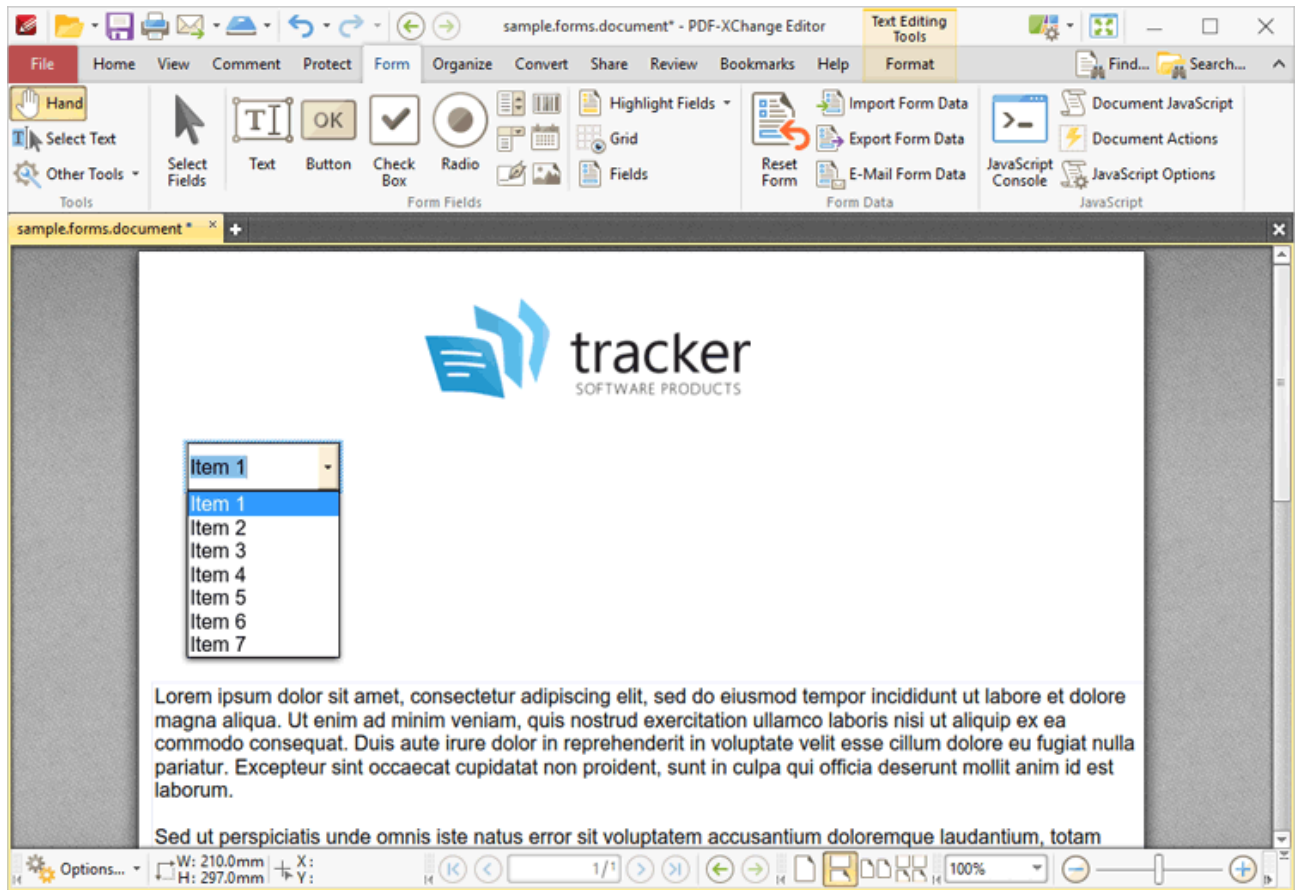 sample.forms.document* - PDF-XChange Editor
Text Editing Tools
File Home View Comment Protect Form Organize Convert Share Review Bookmarks Help Format Find... Search...
Hand
Select Text
Other Tools
Tools
Select Fields
Text
Button
OK
Check Box
Radio
Highlight Fields
Grid
Fields
Form Fields
Reset Form
Import Form Data
Export Form Data
E-Mail Form Data
Form Data
JavaScript Console
Document JavaScript
Document Actions
JavaScript Options
JavaScript
sample.forms.document *
tracker
SOFTWARE PRODUCTS
Item 1
Item 1
Item 2
Item 3
Item 4
Item 5
Item 6
Item 7
Lorem ipsum dolor sit amet, consectetur adipiscing elit, sed do eiusmod tempor incididunt ut labore et dolore
magna aliqua. Ut enim ad minim veniam, quis nostrud exercitation ullamco laboris nisi ut aliquip ex ea
commodo consequat. Duis aute irure dolor in reprehenderit in voluptate velit esse cillum dolore eu fugiat nulla
pariatur. Excepteur sint occaecat cupidatat non proident, sunt in culpa qui officia deserunt mollit anim id est
laborum.
Sed ut perspiciatis unde omnis iste natus error sit voluptatem accusantium doloremque laudantium, totam
Options...
W: 210.0mm X:
H: 297.0mm Y:
1/1
100%